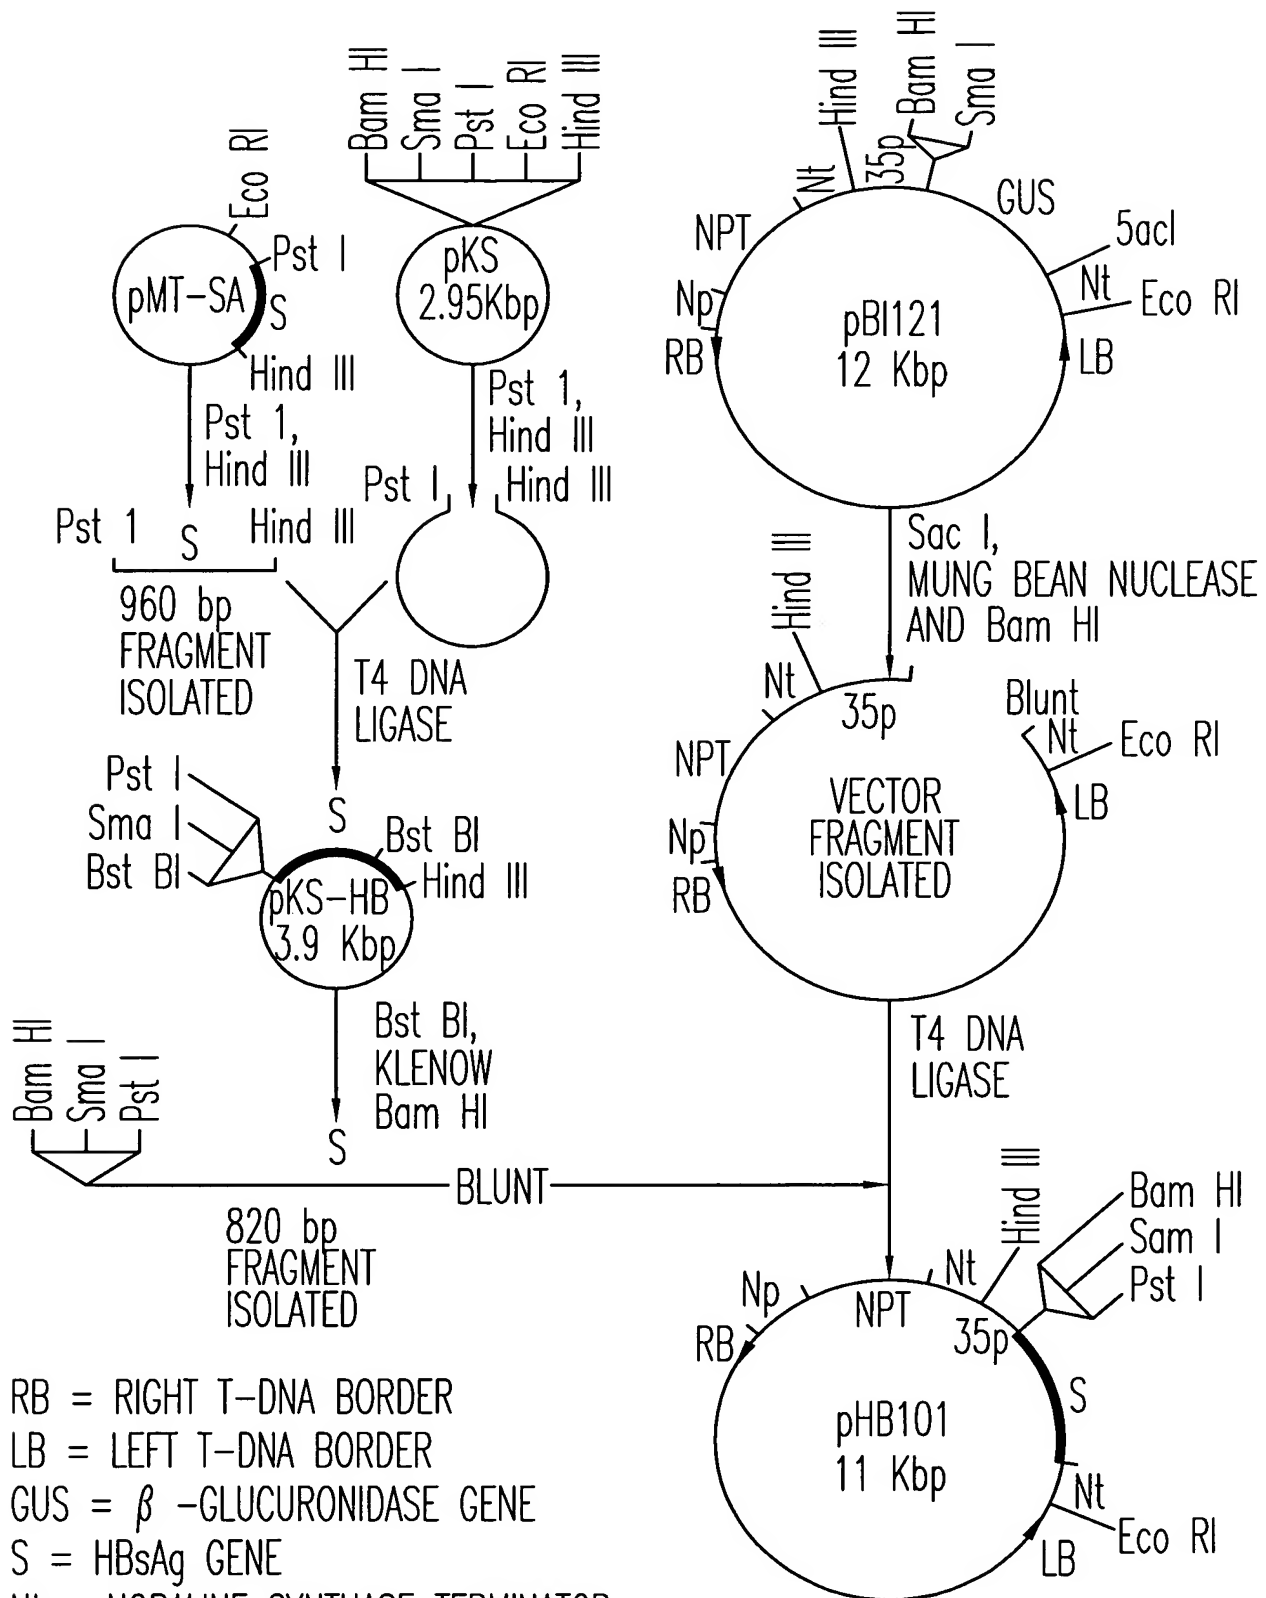 Bam HI
Sma I
Pst I
Eco RI
Hind III
Eco RI
Pst I
pMT-SA
S
Hind III
pKS
2.95Kbp
Pst 1,
Hind III
Pst 1,
Hind III
Pst 1
S
Hind III
960 bp
FRAGMENT
ISOLATED
Pst I
Hind III
T4 DNA
LIGASE
Pst I
Sma I
Bst BI
S
Bst BI
Hind III
pKS-HB
3.9 Kbp
Bst BI,
KLENOW
Bam HI
Bam HI
Sma I
Pst I
S
BLUNT
820 bp
FRAGMENT
ISOLATED
Hind III
35p
Bam HI
Sma I
Nt
NPT
GUS
5acI
Np
Nt
Eco RI
RB
LB
pBI121
12 Kbp
Sac I,
MUNG BEAN NUCLEASE
AND Bam HI
Hind III
Nt
35p
Blunt
Nt
Eco RI
NPT
Np
RB
LB
VECTOR
FRAGMENT
ISOLATED
T4 DNA
LIGASE
Hind III
Bam HI
Sam I
Pst I
Np
NPT
Nt
35p
RB
S
pHB101
11 Kbp
Nt
Eco RI
LB
RB = RIGHT T-DNA BORDER
LB = LEFT T-DNA BORDER
GUS = β -GLUCURONIDASE GENE
S = HBsAg GENE